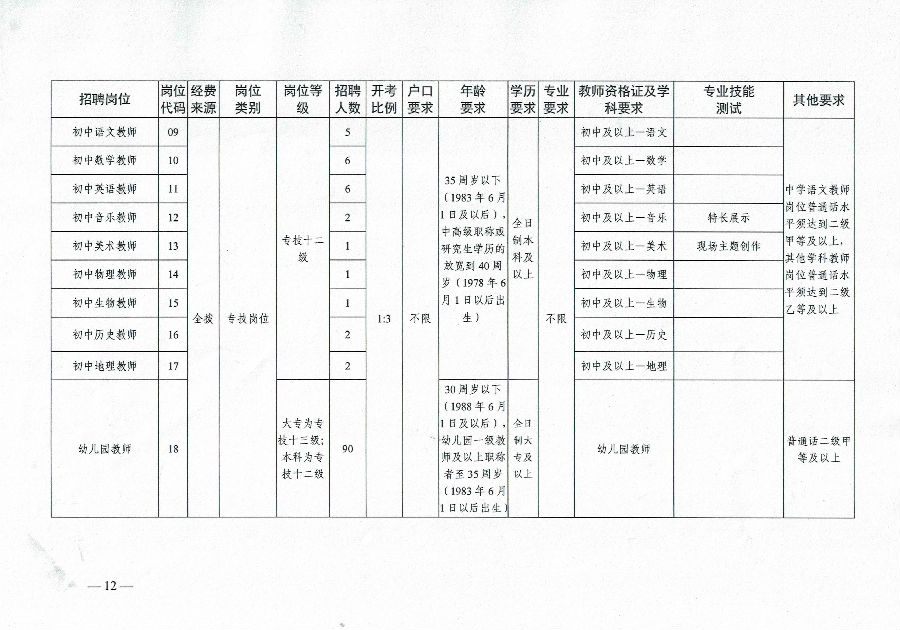 招聘岗位 岗位代码 经费来源 岗位类别 岗位等级 招聘人数 开考比例 户口要求 年龄要求 学历要求 专业要求 教师资格证及学科要求 专业技能测试 其他要求
初中语文教师 09 5 初中及以上—语文
初中数学教师 10 6 初中及以上—数学
初中英语教师 11 6 初中及以上—英语
初中音乐教师 12 2 初中及以上—音乐 特长展示
初中美术教师 13 1 初中及以上—美术 现场主题创作
初中物理教师 14 1 初中及以上—物理
初中生物教师 15 1 初中及以上—生物
初中历史教师 16 2 初中及以上—历史
初中地理教师 17 2 初中及以上—地理
全拨
专技岗位
专技十二
级
1:3
不限
35周岁以下
（1983年6月
1日及以后），
中高级职称或
研究生学历的
放宽到40周
岁（1978年6
月1日以后出
生）
全日
制本
科及
以上
不限
中学语文教师
岗位普通话水
平须达到二级
甲等及以上，
其他学科教师
岗位普通话水
平须达到二级
乙等及以上
幼儿园教师 18
大专为专
技十三级；
本科为专
技十二级
90
30周岁以下
（1988年6月
1日及以后），
幼儿园一级教
师及以上职称
者至35周岁
（1983年6月
1日以后出生）
全日
制大
专及
以上
幼儿园教师
普通话二级甲
等及以上
—12—